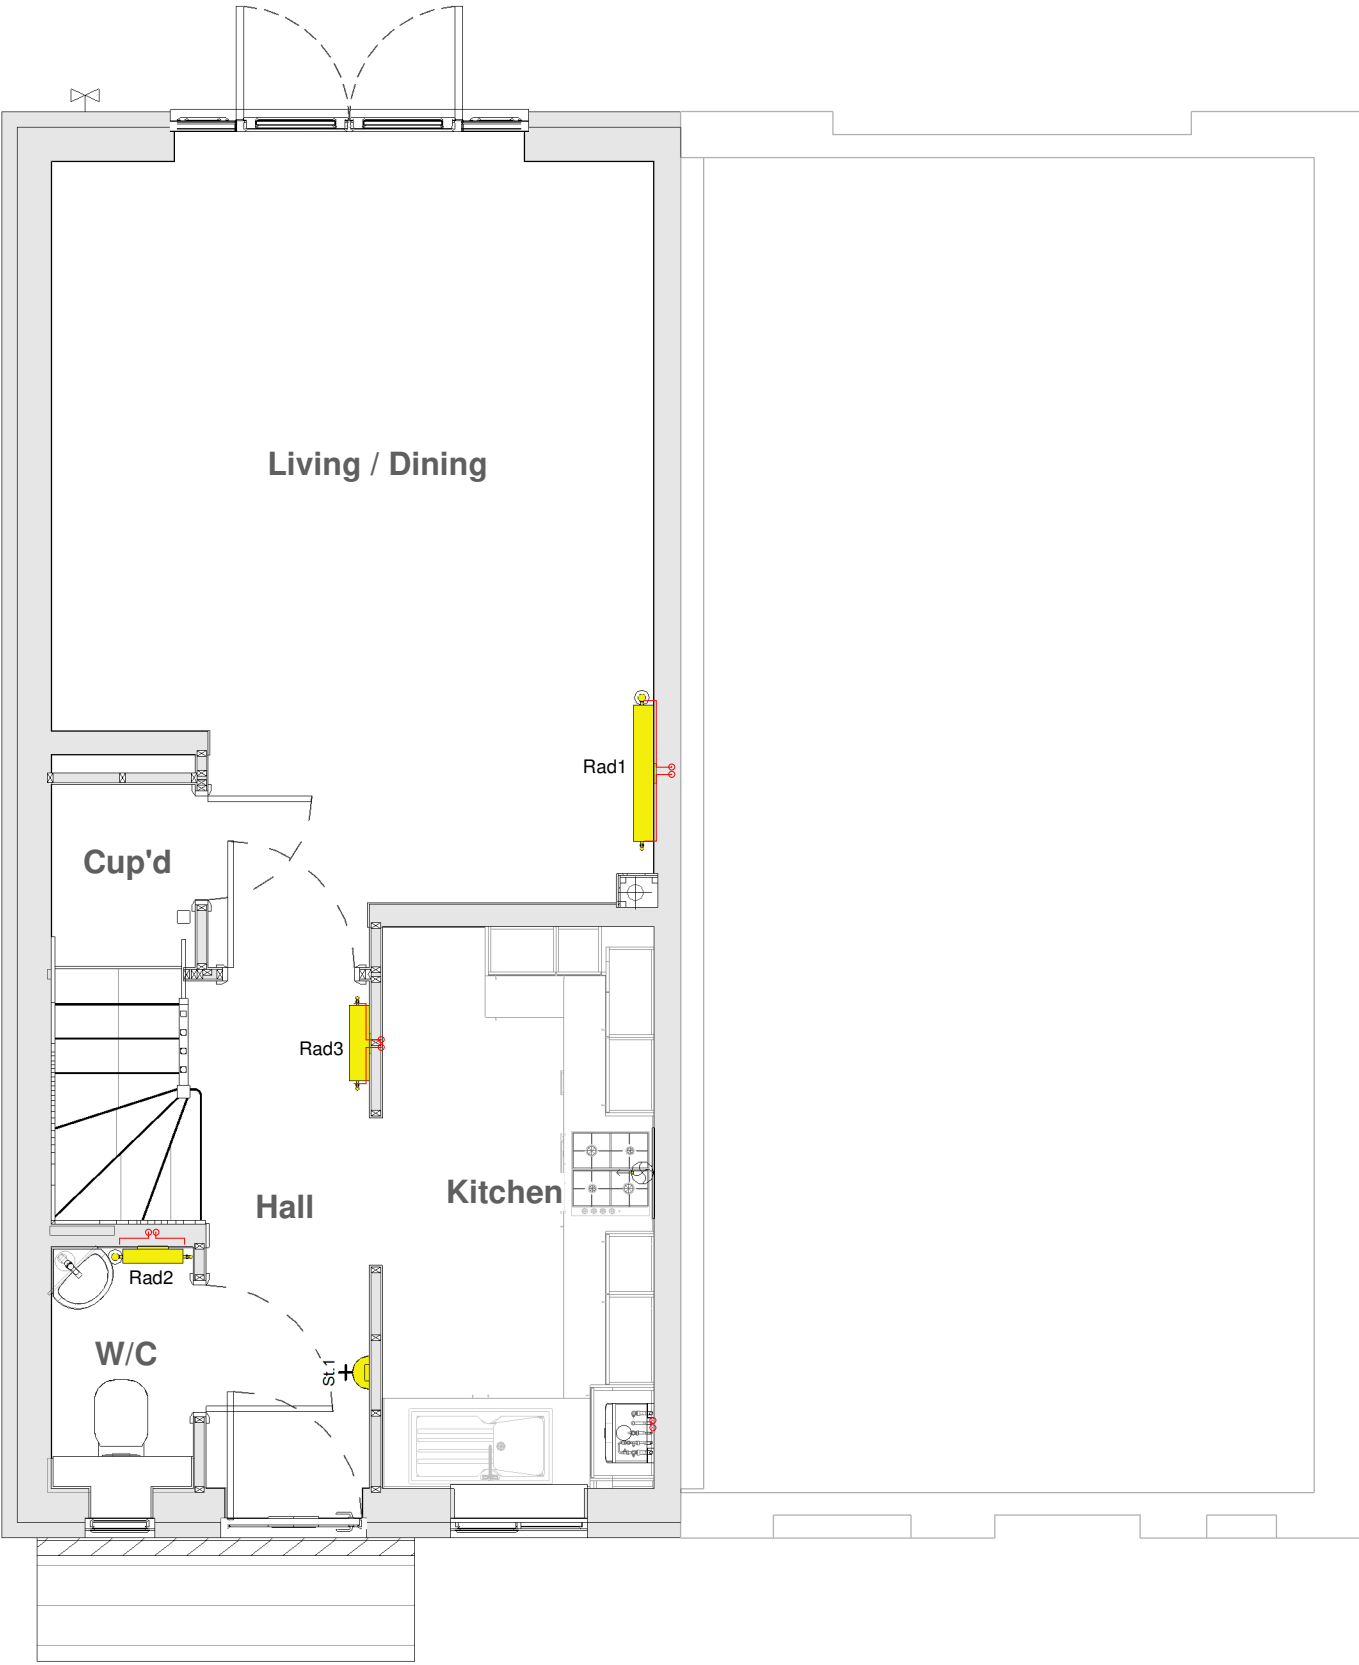 Living / Dining
Rad1
Cup'd
Rad3
Kitchen
Hall
Rad2
W/C
St.1